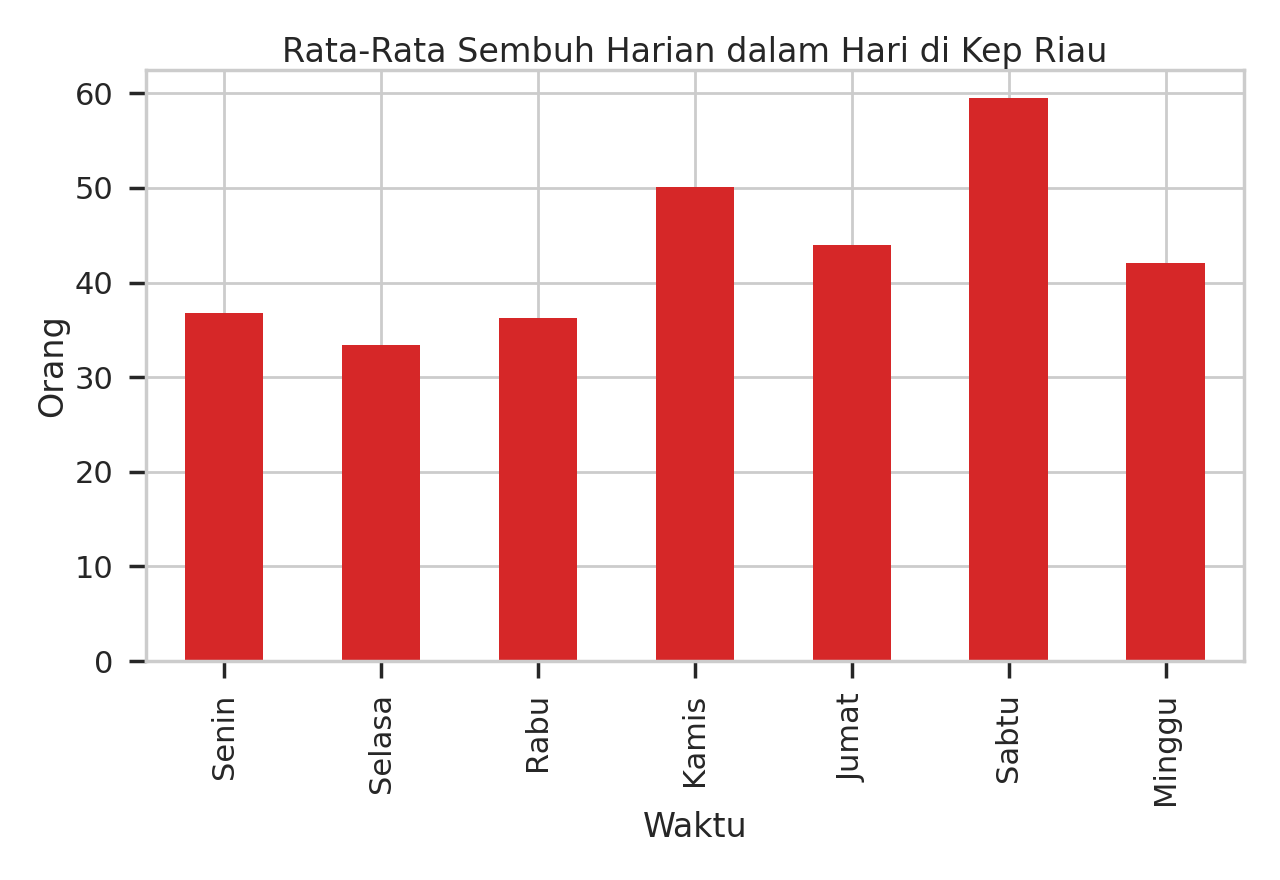 Rata-Rata Sembuh Harian dalam Hari di Kep Riau
60
50
40
30
20
10
0
Orang
Senin
Selasa
Rabu
Kamis
Jumat
Sabtu
Minggu
Waktu